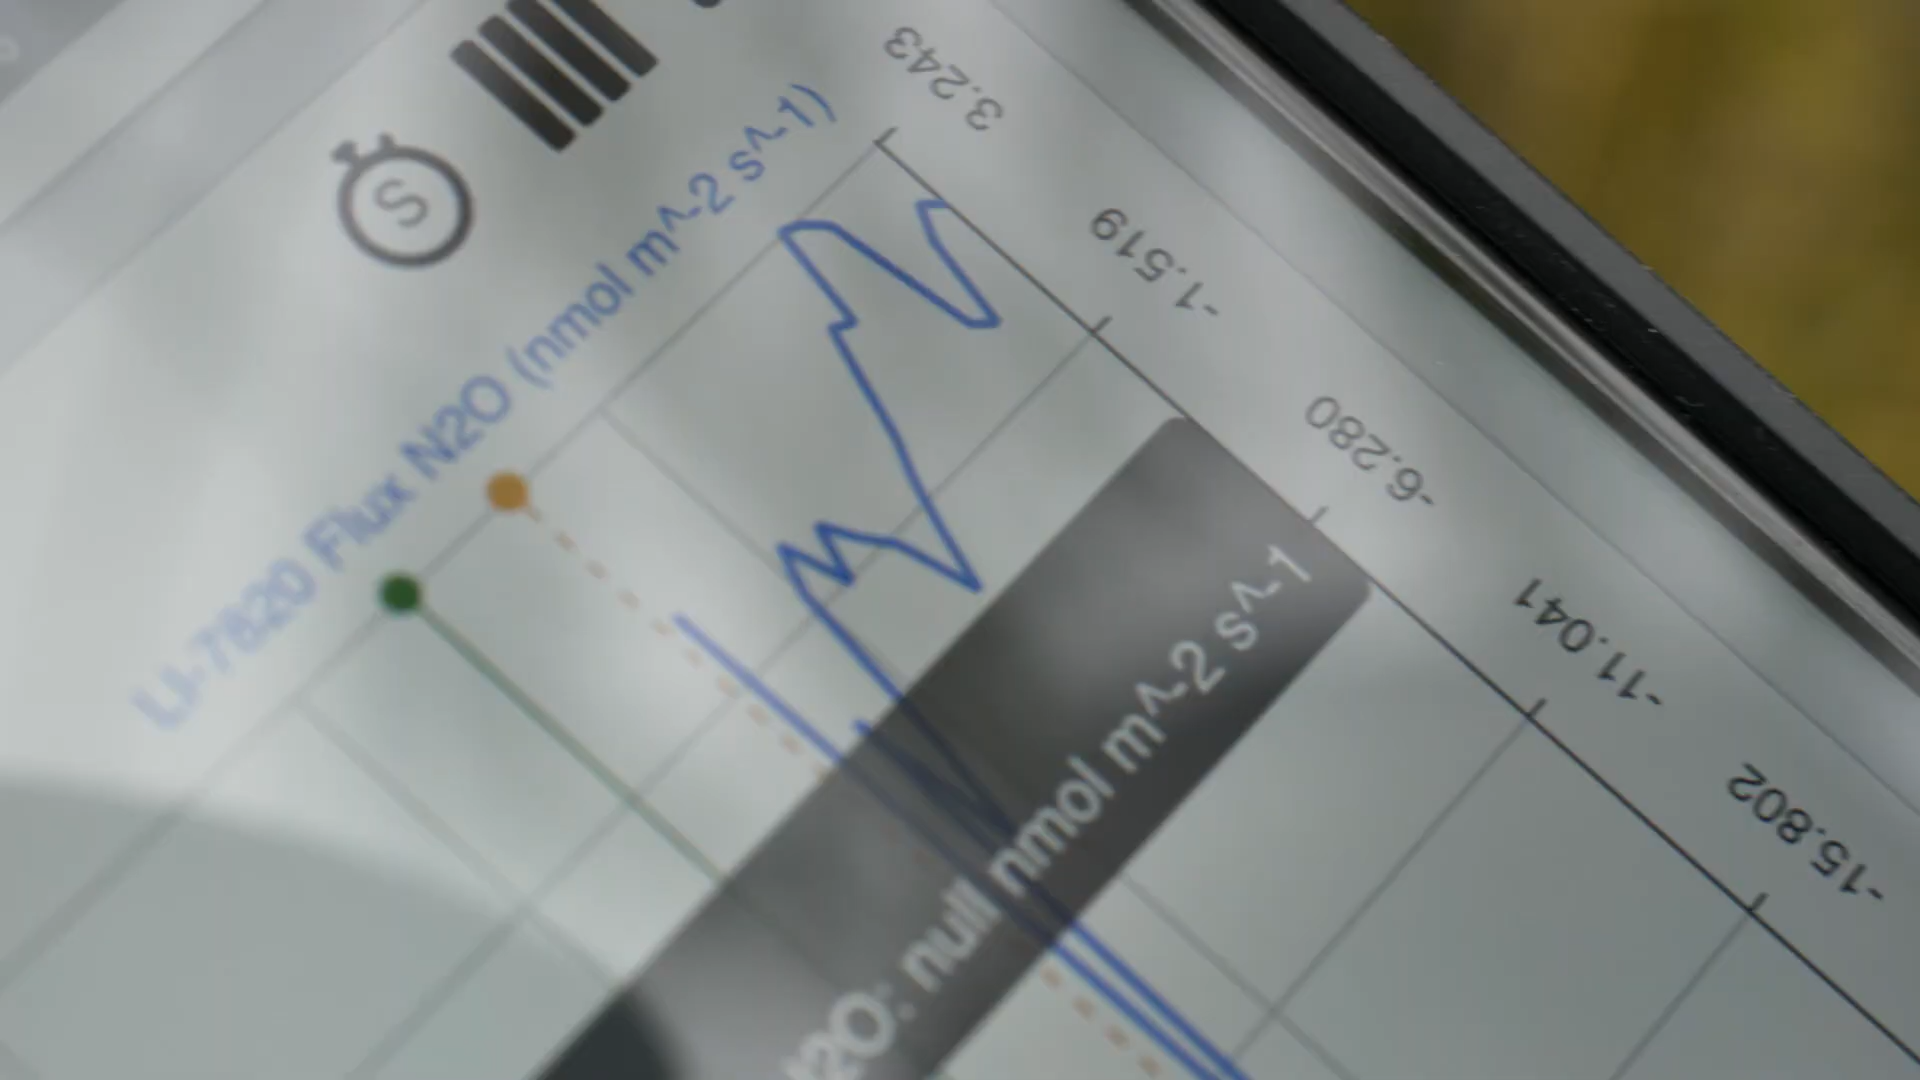 S
LI-7820 Flux N2O (nmol m^-2 s^-1)
3.243
-1.519
-6.280
-11.041
-15.802
N2O: null nmol m^-2 s^-1